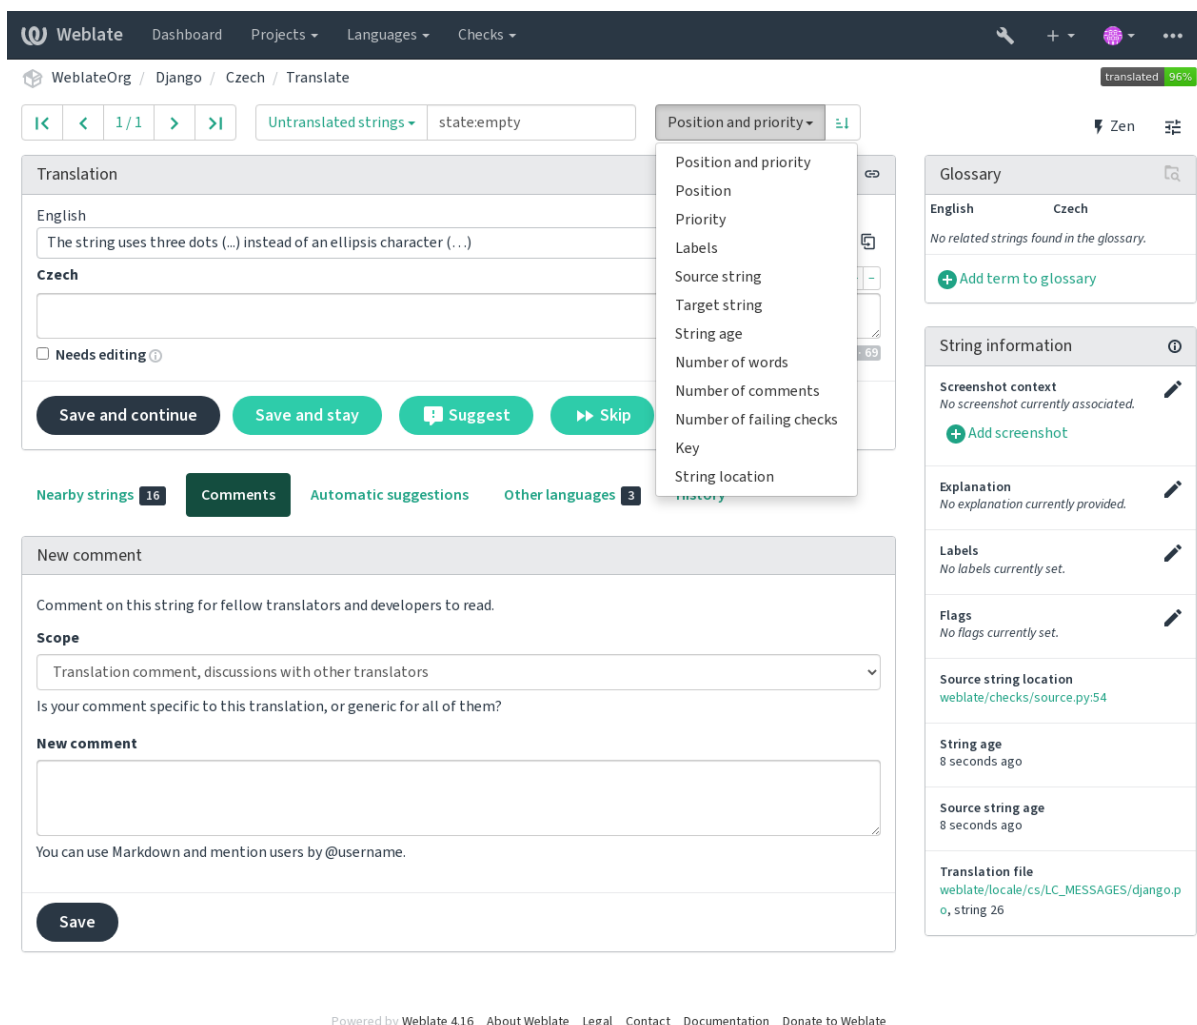 Weblate Dashboard Projects Languages Checks
WeblateOrg / Django / Czech / Translate
translated 96%
1 / 1
Untranslated strings state:empty
Position and priority
Zen
Position and priority
Position
Priority
Labels
Source string
Target string
String age
Number of words
Number of comments
Number of failing checks
Key
String location
Translation
English
The string uses three dots (...) instead of an ellipsis character (…)
Czech
Needs editing
69
Save and continue Save and stay Suggest Skip
Nearby strings 16 Comments Automatic suggestions Other languages 3 History
New comment
Comment on this string for fellow translators and developers to read.
Scope
Translation comment, discussions with other translators
Is your comment specific to this translation, or generic for all of them?
New comment
You can use Markdown and mention users by @username.
Save
Glossary
English Czech
No related strings found in the glossary.
Add term to glossary
String information
Screenshot context
No screenshot currently associated.
Add screenshot
Explanation
No explanation currently provided.
Labels
No labels currently set.
Flags
No flags currently set.
Source string location
weblate/checks/source.py:54
String age
8 seconds ago
Source string age
8 seconds ago
Translation file
weblate/locale/cs/LC_MESSAGES/django.p
o, string 26
Powered by Weblate 4.16 About Weblate Legal Contact Documentation Donate to Weblate